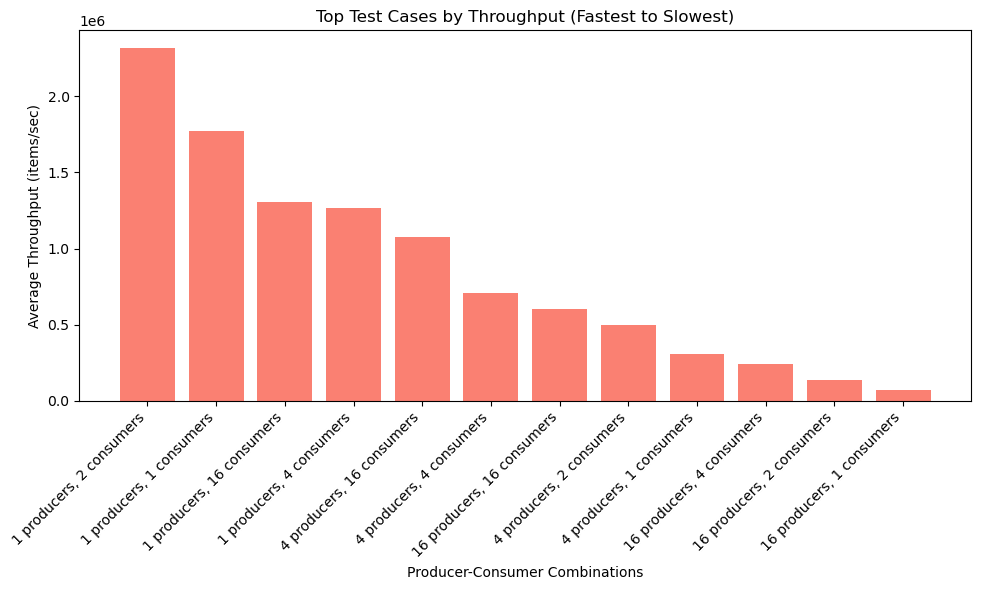 Top Test Cases by Throughput (Fastest to Slowest)
1e6
Average Throughput (items/sec)
2.0
1.5
1.0
0.5
0.0
1 producers, 2 consumers
1 producers, 1 consumers
1 producers, 16 consumers
1 producers, 4 consumers
4 producers, 16 consumers
4 producers, 4 consumers
16 producers, 16 consumers
4 producers, 2 consumers
4 producers, 1 consumers
16 producers, 4 consumers
16 producers, 2 consumers
16 producers, 1 consumers
Producer-Consumer Combinations